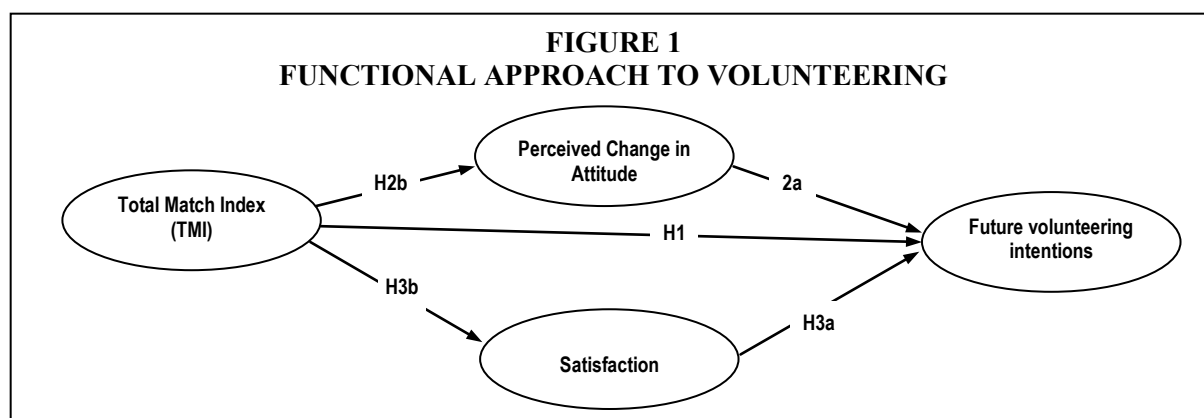 FIGURE 1
FUNCTIONAL APPROACH TO VOLUNTEERING
Perceived Change in
Attitude
H2b
2a
Total Match Index
(TMI)
H1
Future volunteering
intentions
H3b
H3a
Satisfaction